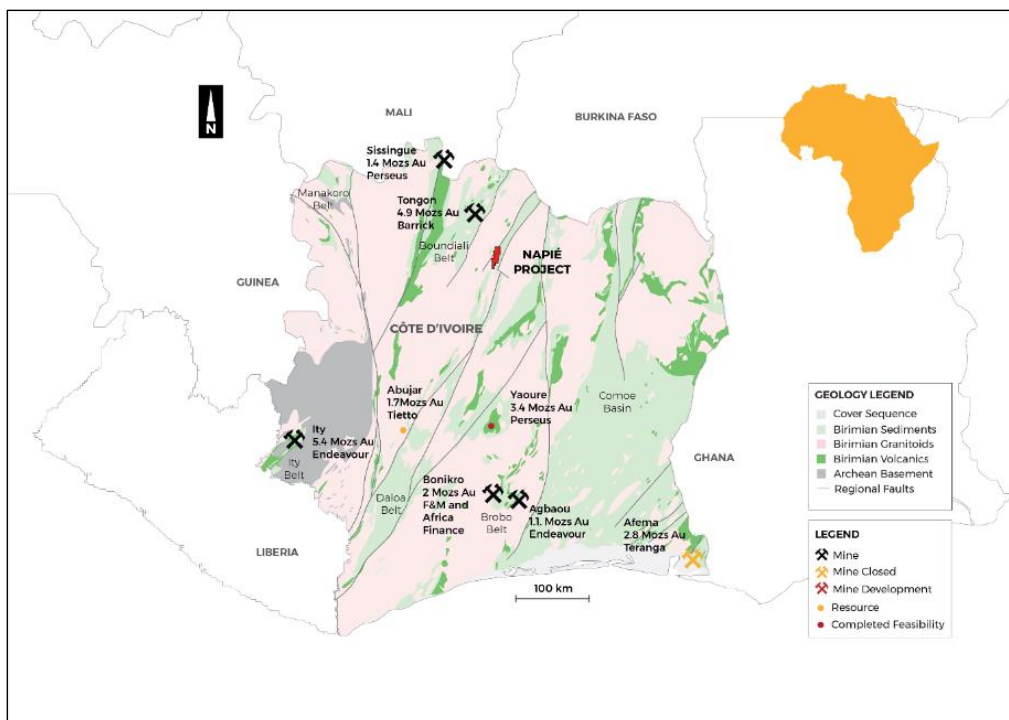 N
MALI
BURKINA FASO
Sissingue
1.4 Mozs Au
Perseus
Manakoro
Belt
Tongon
4.9 Mozs Au
Barrick
Boundiali
Belt
NAPIÉ
PROJECT
GUINEA
CÔTE D'IVOIRE
Abujar
1.7Mozs Au
Tietto
Yaoure
3.4 Mozs Au
Perseus
Comoe
Basin
Ity
5.4 Mozs Au
Endeavour
Ity
Belt
GHANA
Daloa
Belt
Bonikro
2 Mozs Au
F&M and
Africa
Finance
Brobo
Belt
Agbaou
1.1. Mozs Au
Endeavour
Afema
2.8 Mozs Au
Teranga
LIBERIA
100 km
GEOLOGY LEGEND
Cover Sequence
Birimian Sediments
Birimian Granitoids
Birimian Volcanics
Archean Basement
Regional Faults
LEGEND
Mine
Mine Closed
Mine Development
Resource
Completed Feasibility